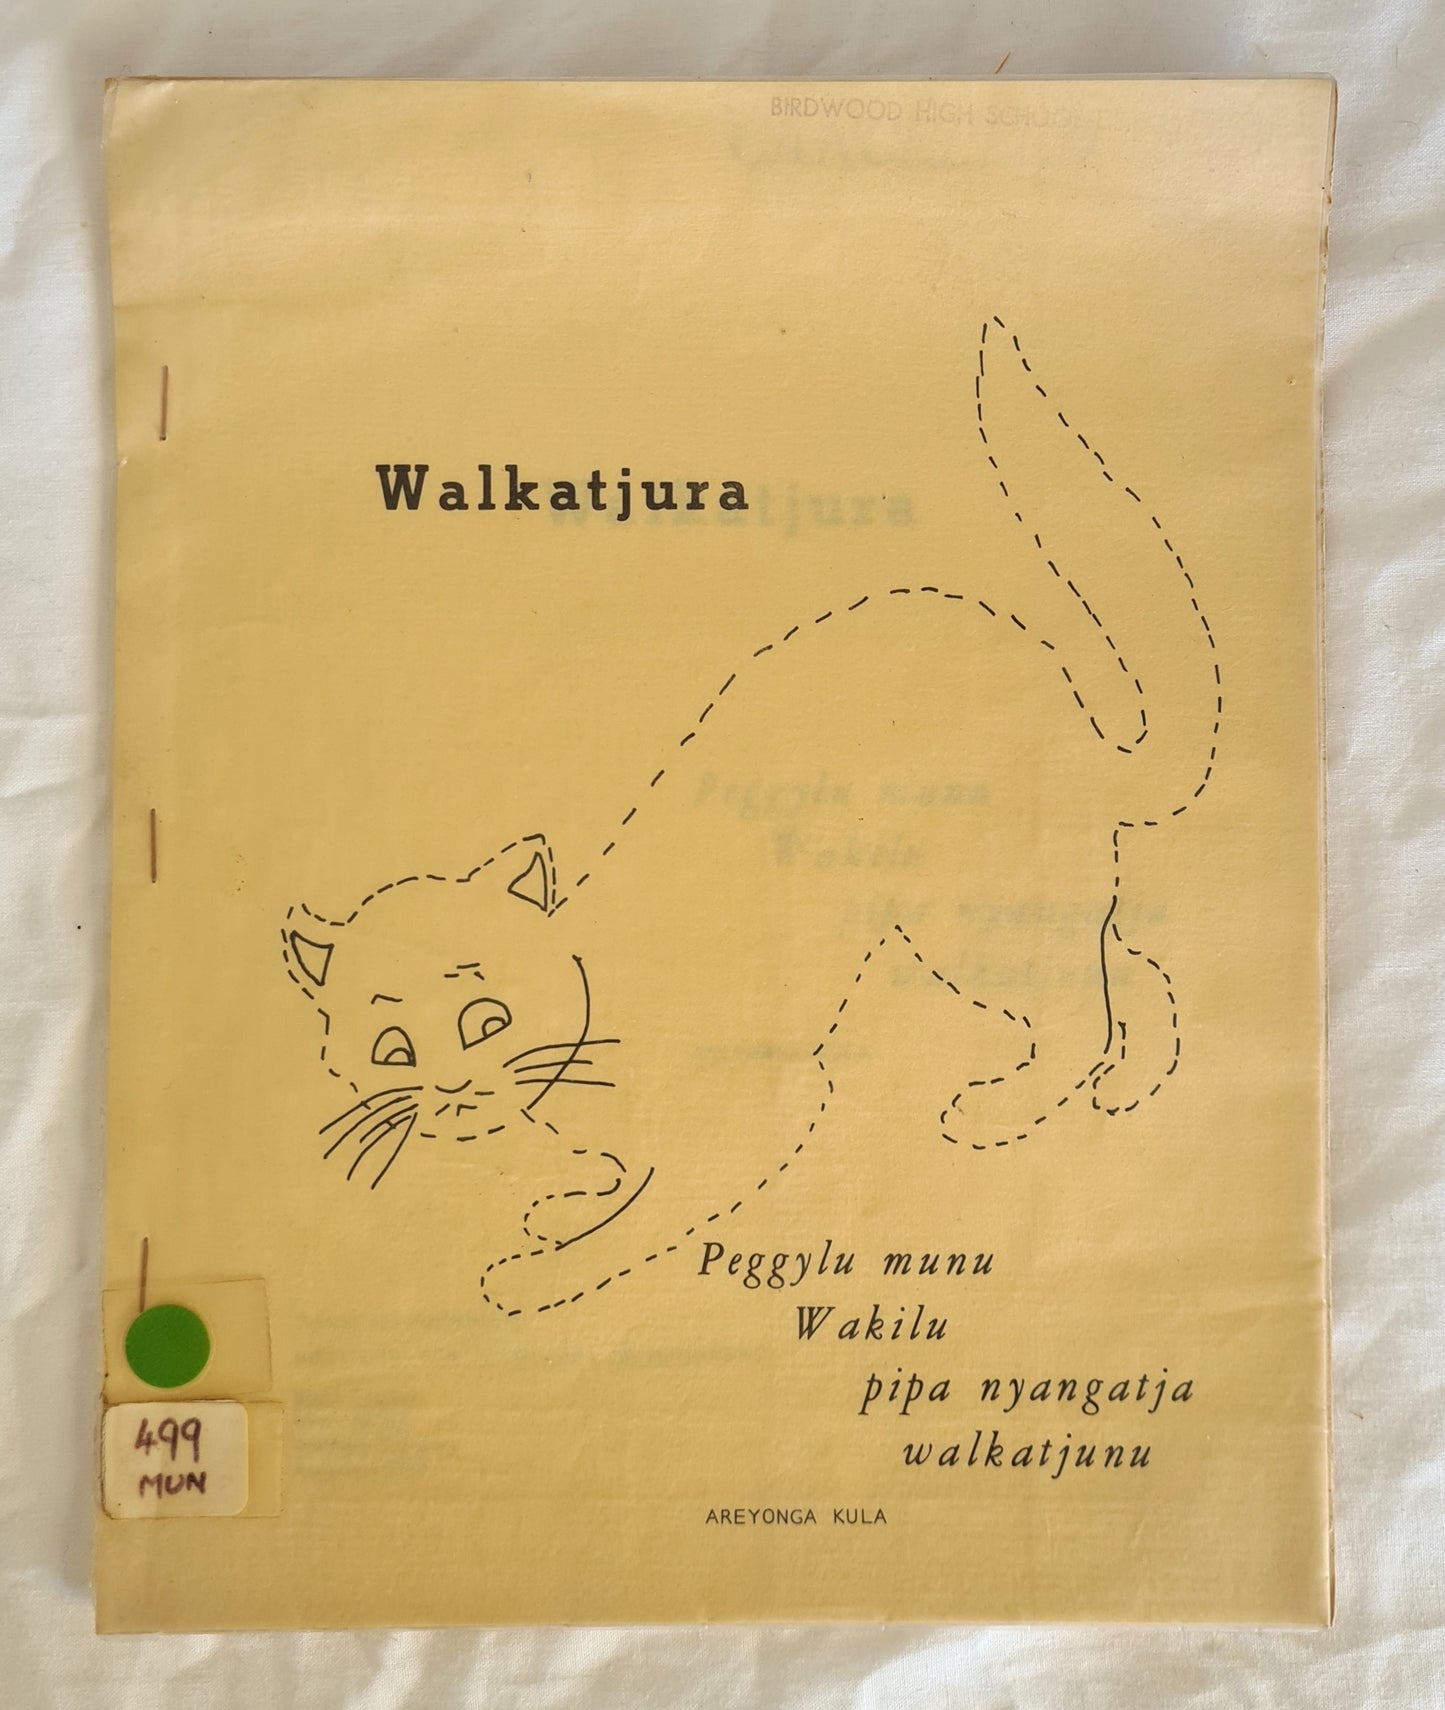 BIRDWOOD HIGH SCHOOL
Walkatjura
Peggylu munu
Wakilu
pipa nyangatja
walkatjunu
AREYONGA KULA
499
MUN